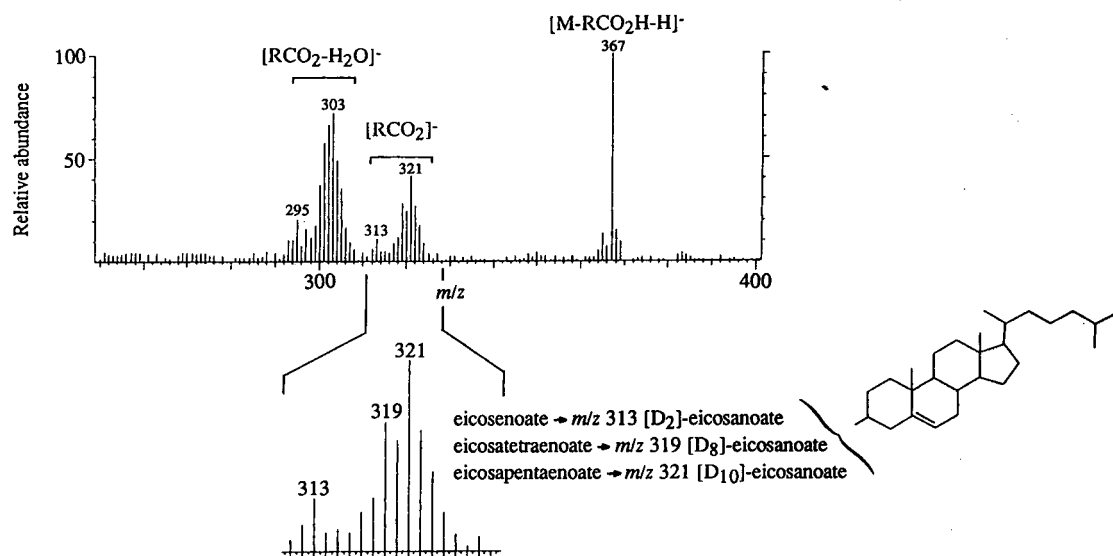 [M-RCO2H-H]-
367
[RCO2-H2O]-
303
[RCO2]-
321
295
313
100
50
Relative abundance
300
m/z
400
321
319
313
eicosenoate → m/z 313 [D2]-eicosanoate
eicosatetraenoate → m/z 319 [D8]-eicosanoate
eicosapentaenoate → m/z 321 [D10]-eicosanoate